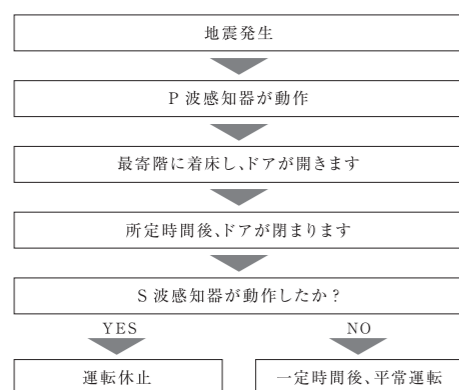 地震発生
P 波感知器が動作
最寄階に着床し、ドアが開きます
所定時間後、ドアが閉まります
S 波感知器が動作したか？
YES
NO
運転休止
一定時間後、平常運転